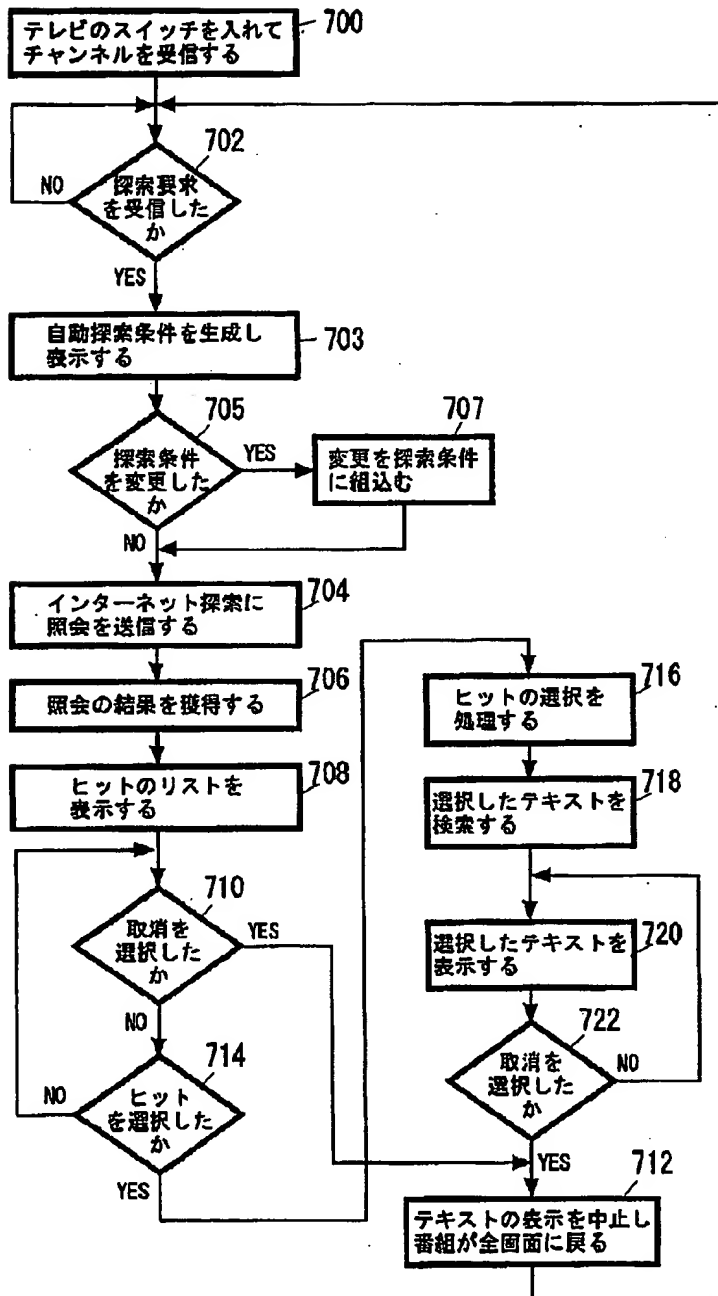 テレビのスイッチを入れて
チャンネルを受信する
700
702
探索要求
を受信した
か
NO
YES
自助探索条件を生成し
表示する
703
705
探索条件
を変更した
か
YES
NO
707
変更を探索条件
に組込む
インターネット探索に
照会を送信する
704
照会の結果を獲得する
706
ヒットのリストを
表示する
708
710
取消を
選択した
か
YES
NO
714
ヒット
を選択した
か
NO
YES
ヒットの選択を
処理する
716
選択したテキストを
検索する
718
選択したテキストを
表示する
720
722
取消を
選択した
か
NO
YES
712
テキストの表示を中止し
番組が全画面に戻る